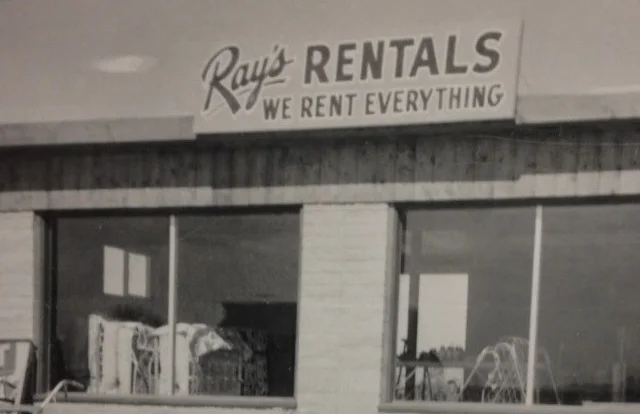 Ray's RENTALS
WE RENT EVERYTHING